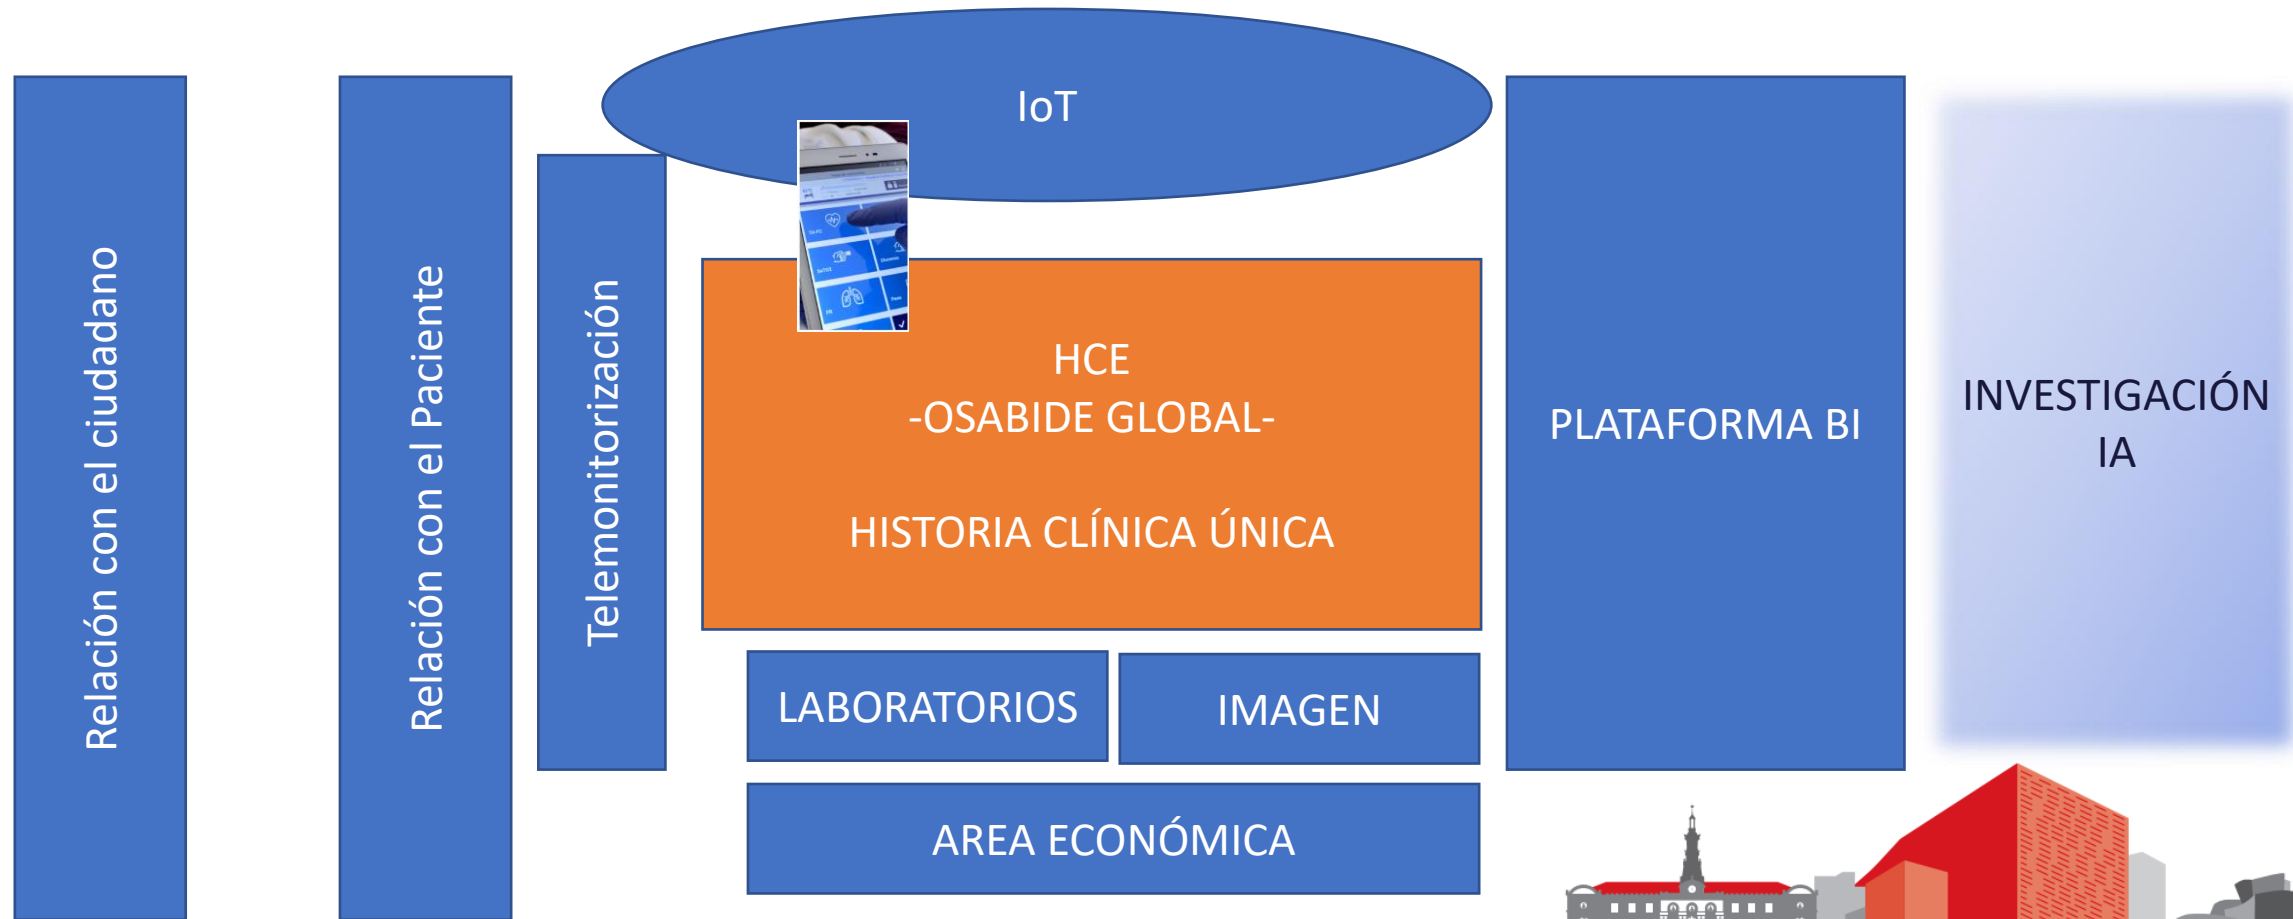 Relación con el ciudadano
Relación con el Paciente
Telemonitorización
IoT
HCE
-OSABIDE GLOBAL-
HISTORIA CLÍNICA ÚNICA
LABORATORIOS
IMAGEN
AREA ECONÓMICA
PLATAFORMA BI
INVESTIGACIÓN
IA